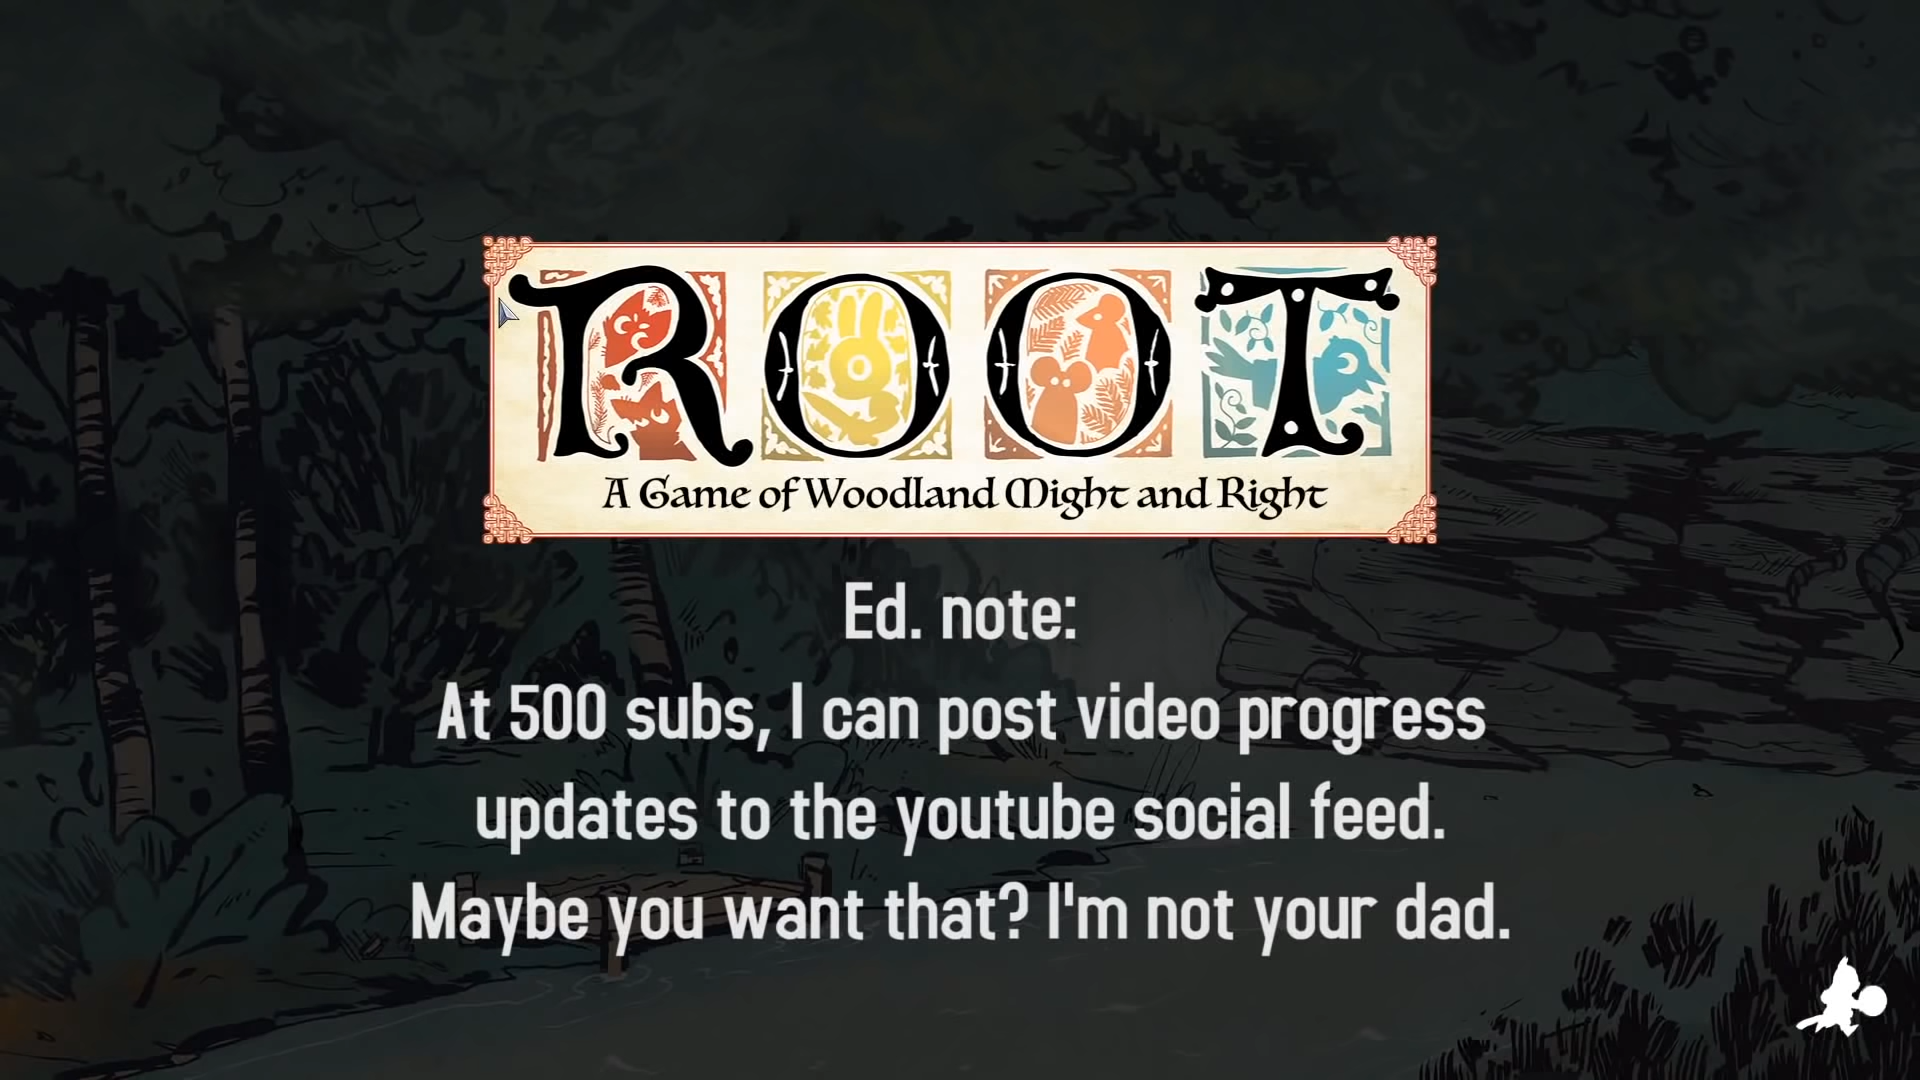 ROOT
A Game of Woodland Might and Right
Ed. note:
At 500 subs, I can post video progress
updates to the youtube social feed.
Maybe you want that? I'm not your dad.